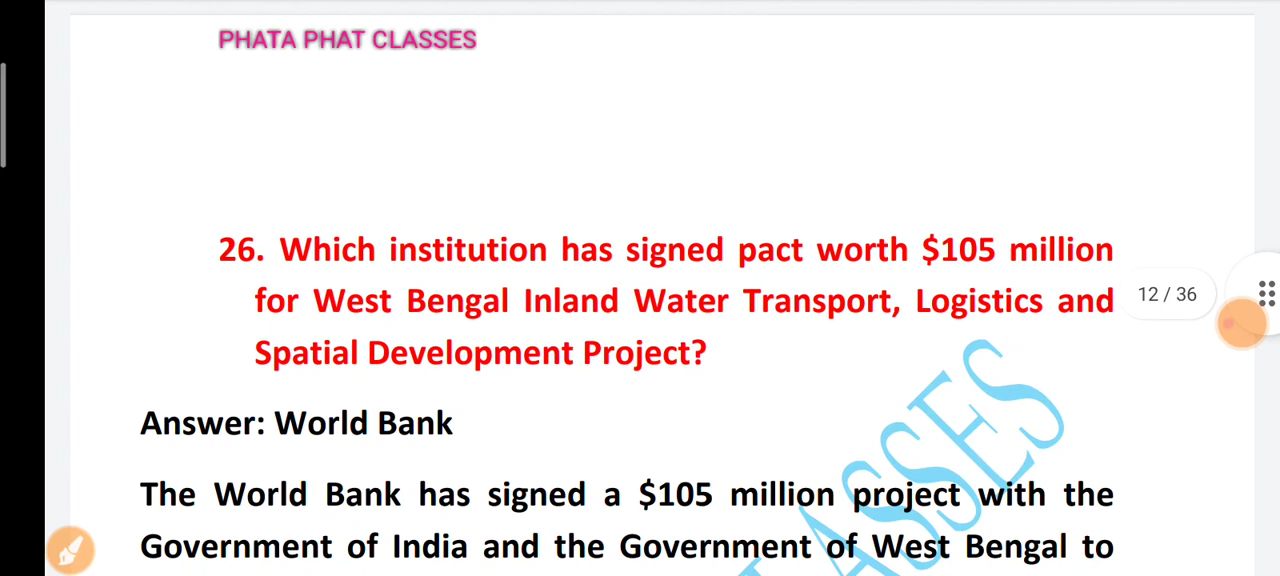 PHATA PHAT CLASSES
26. Which institution has signed pact worth $105 million
for West Bengal Inland Water Transport, Logistics and
Spatial Development Project?
12 / 36
Answer: World Bank
The World Bank has signed a $105 million project with the
Government of India and the Government of West Bengal to